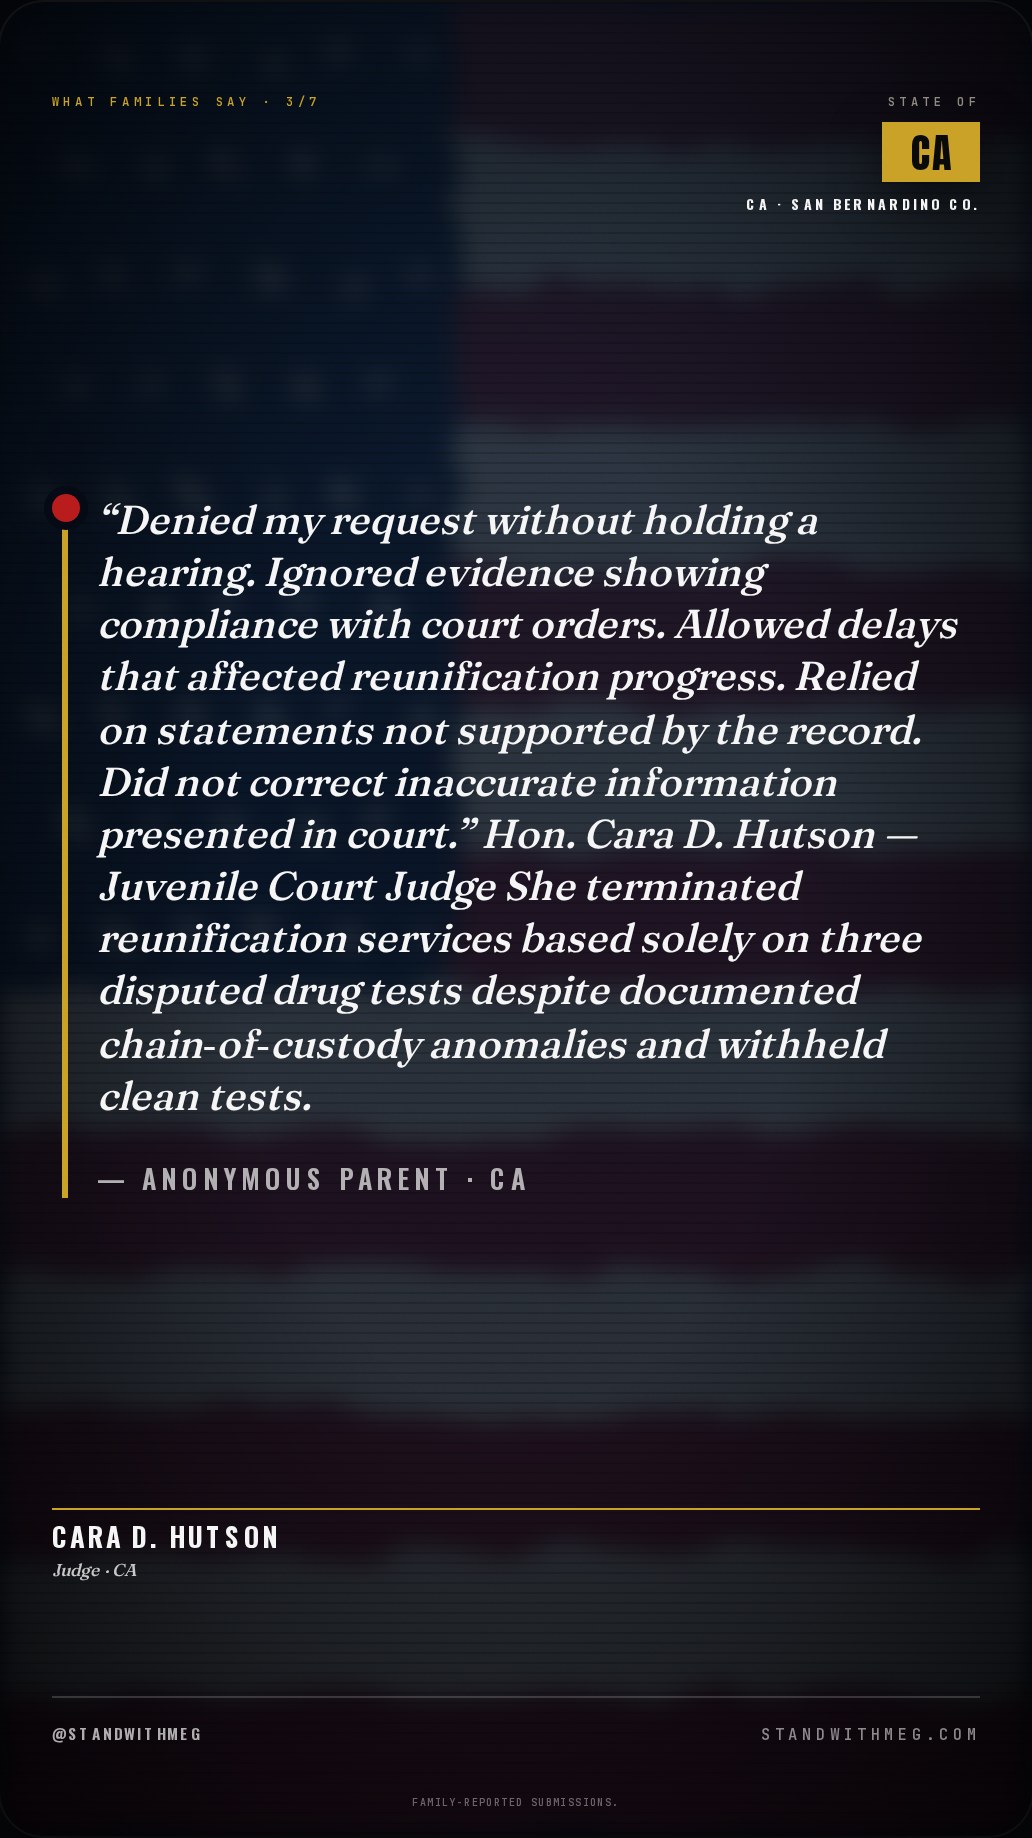 WHAT FAMILIES SAY · 3/7
STATE OF
CA
CA · SAN BERNARDINO CO.
“Denied my request without holding a
hearing. Ignored evidence showing
compliance with court orders. Allowed delays
that affected reunification progress. Relied
on statements not supported by the record.
Did not correct inaccurate information
presented in court.” Hon. Cara D. Hutson —
Juvenile Court Judge She terminated
reunification services based solely on three
disputed drug tests despite documented
chain-of-custody anomalies and withheld
clean tests.
— ANONYMOUS PARENT · CA
CARA D. HUTSON
Judge · CA
@STANDWITHMEG
STANDWITHMEG.COM
FAMILY-REPORTED SUBMISSIONS.